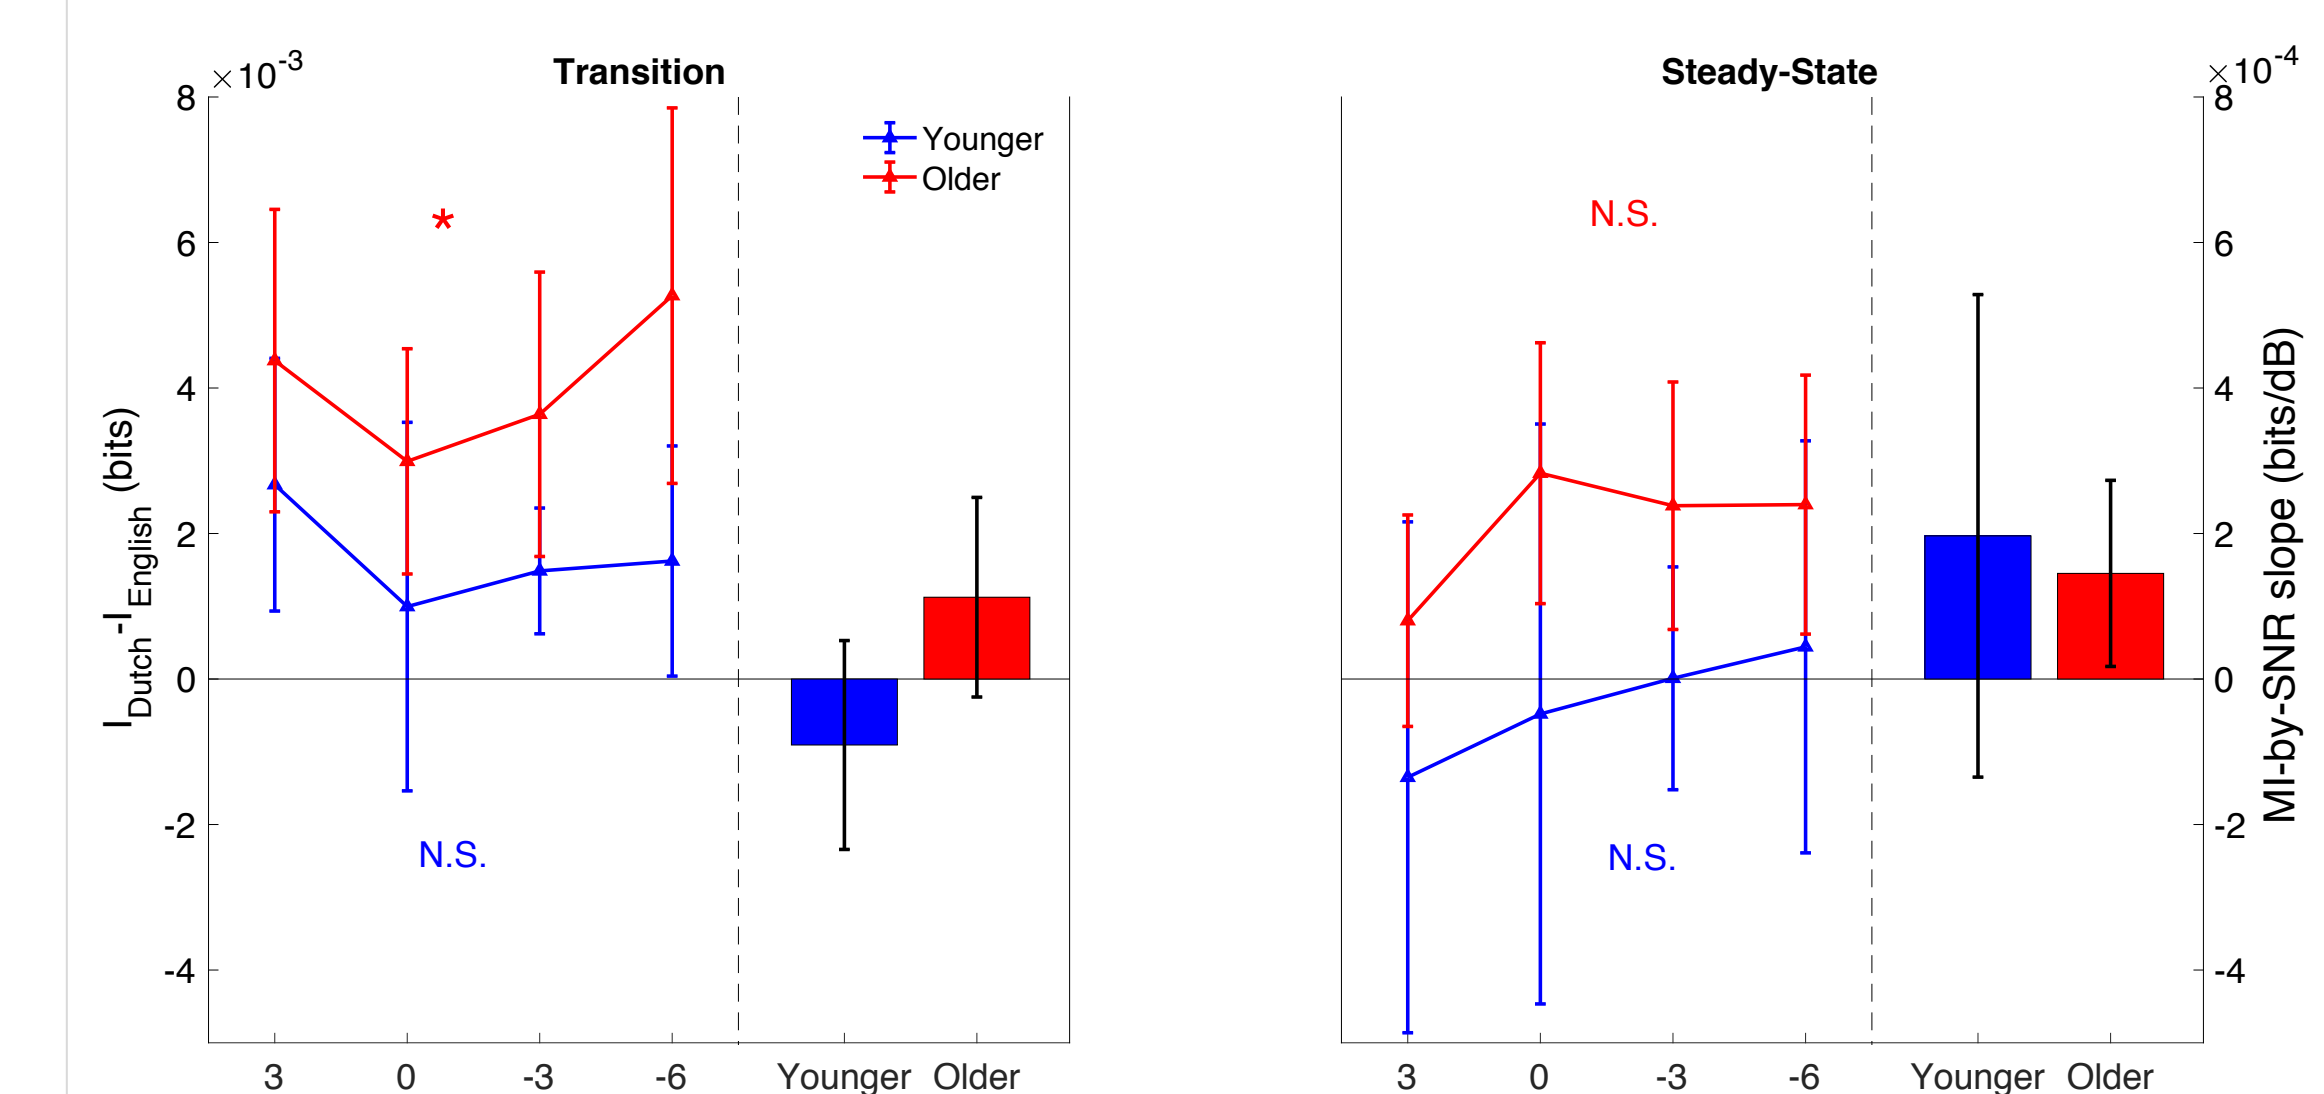 Transition
×10-3
8
6
4
2
0
-2
-4
IDutch-IEnglish (bits)
Younger
Older
*
N.S.
3 0 -3 -6 Younger Older
Steady-State
×10-4
8
6
4
2
0
-2
-4
MI-by-SNR slope (bits/dB)
N.S.
N.S.
3 0 -3 -6 Younger Older